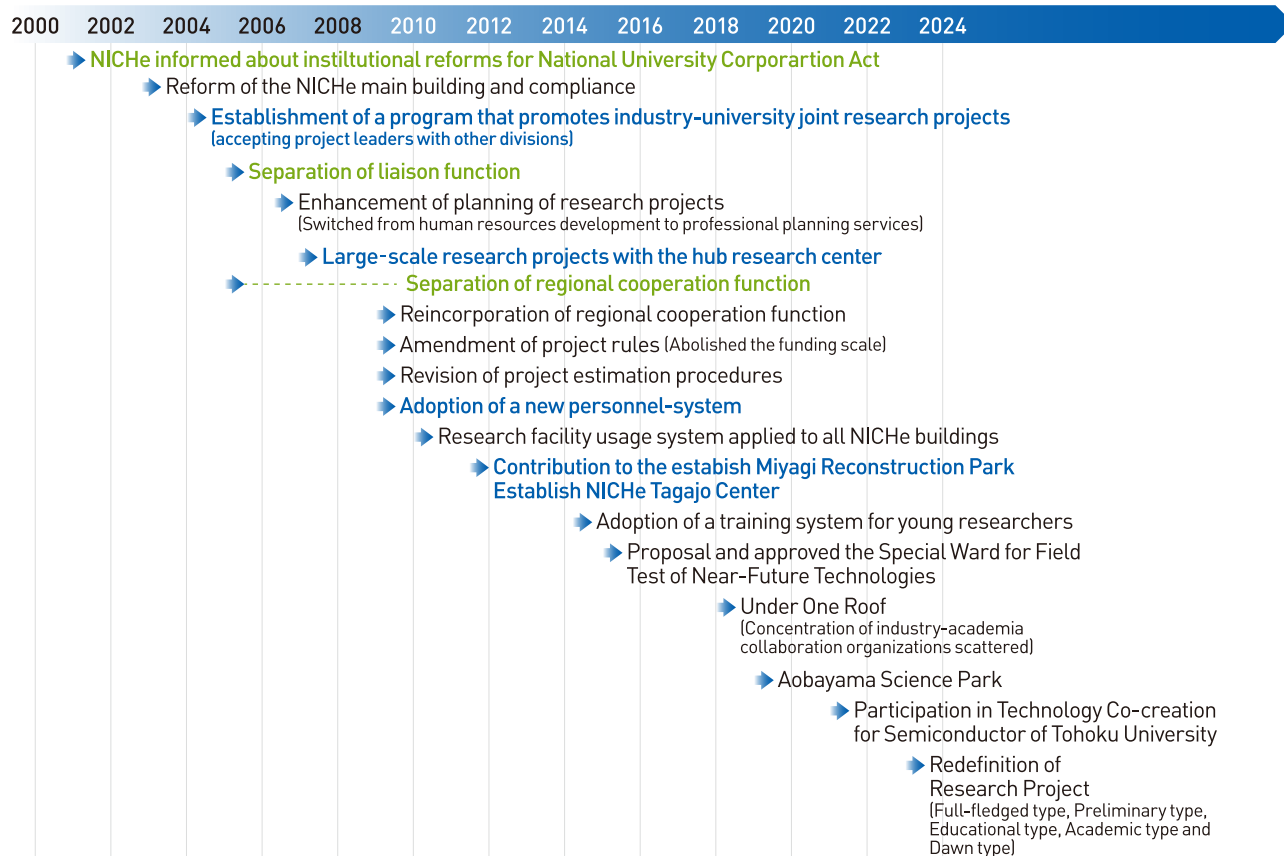 2000 2002 2004 2006 2008 2010 2012 2014 2016 2018 2020 2022 2024
NICHe informed about instiltutional reforms for National University Corporartion Act
Reform of the NICHe main building and compliance
Establishment of a program that promotes industry-university joint research projects
(accepting project leaders with other divisions)
Separation of liaison function
Enhancement of planning of research projects
(Switched from human resources development to professional planning services)
Large-scale research projects with the hub research center
Separation of regional cooperation function
Reincorporation of regional cooperation function
Amendment of project rules (Abolished the funding scale)
Revision of project estimation procedures
Adoption of a new personnel-system
Research facility usage system applied to all NICHe buildings
Contribution to the estabish Miyagi Reconstruction Park
Establish NICHe Tagajo Center
Adoption of a training system for young researchers
Proposal and approved the Special Ward for Field
Test of Near-Future Technologies
Under One Roof
(Concentration of industry-academia
collaboration organizations scattered)
Aobayama Science Park
Participation in Technology Co-creation
for Semiconductor of Tohoku University
Redefinition of
Research Project
(Full-fledged type, Preliminary type,
Educational type, Academic type and
Dawn type)